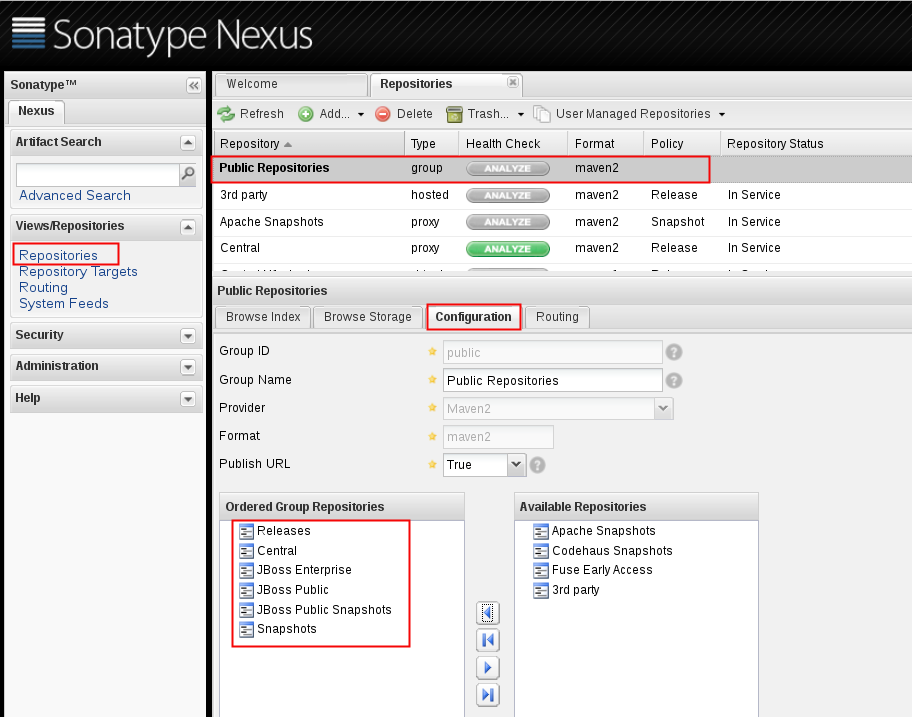 Sonatype Nexus
Sonatype™
Nexus
Artifact Search
Advanced Search
Views/Repositories
Repositories
Repository Targets
Routing
System Feeds
Security
Administration
Help
Welcome
Repositories
Refresh Add... Delete Trash... User Managed Repositories
Repository Type Health Check Format Policy Repository Status
Public Repositories group ANALYZE maven2
3rd party hosted ANALYZE maven2 Release In Service
Apache Snapshots proxy ANALYZE maven2 Snapshot In Service
Central proxy ANALYZE maven2 Release In Service
Public Repositories
Browse Index Browse Storage Configuration Routing
Group ID public
Group Name Public Repositories
Provider Maven2
Format maven2
Publish URL True
Ordered Group Repositories
Releases
Central
JBoss Enterprise
JBoss Public
JBoss Public Snapshots
Snapshots
Available Repositories
Apache Snapshots
Codehaus Snapshots
Fuse Early Access
3rd party